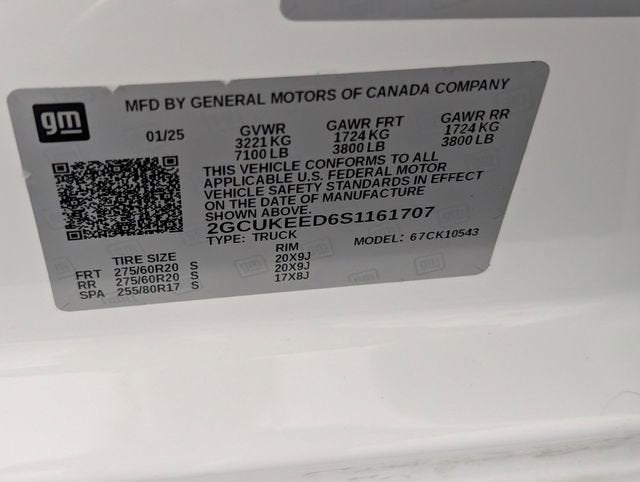 gm
MFD BY GENERAL MOTORS OF CANADA COMPANY
01/25 GVWR GAWR FRT GAWR RR
3221 KG 1724 KG 1724 KG
7100 LB 3800 LB 3800 LB
THIS VEHICLE CONFORMS TO ALL
APPLICABLE U.S. FEDERAL MOTOR
VEHICLE SAFETY STANDARDS IN EFFECT
ON THE DATE OF MANUFACTURE
SHOWN ABOVE.
2GCUKEED6S1161707
TYPE: TRUCK MODEL: 67CK10543
TIRE SIZE RIM
FRT 275/60R20 S 20X9J
RR 275/60R20 S 20X9J
SPA 255/80R17 S 17X8J